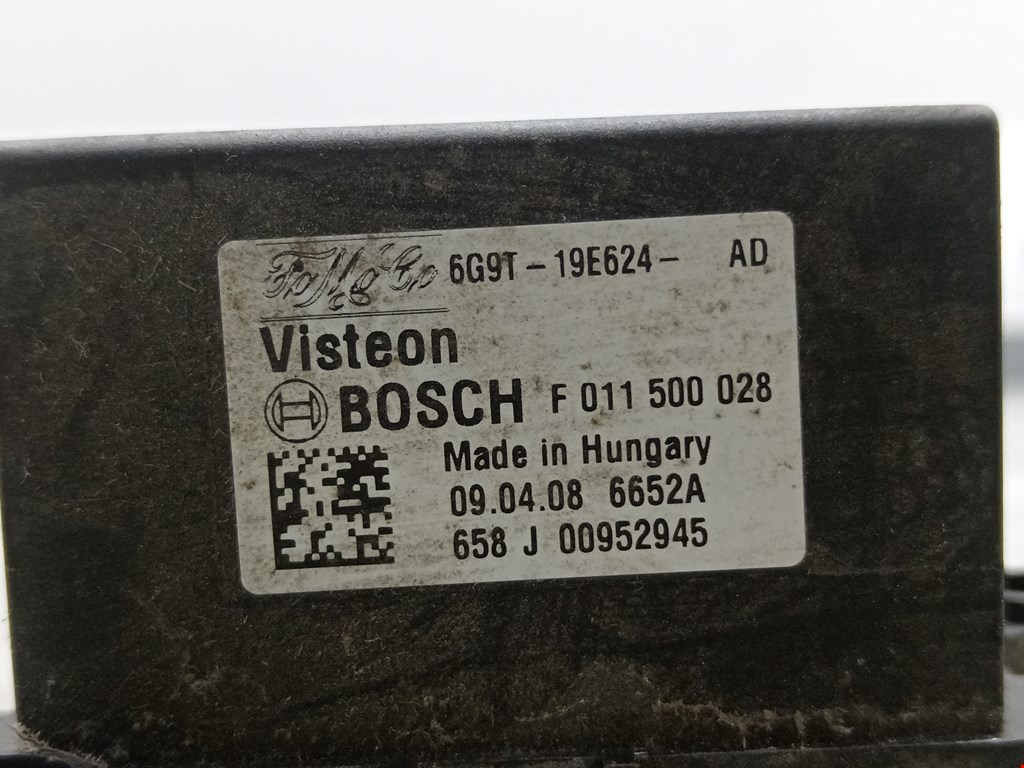 FoMoCo 6G9T-19E624- AD
Visteon
BOSCH F 011 500 028
Made in Hungary
09.04.08 6652A
658 J 00952945